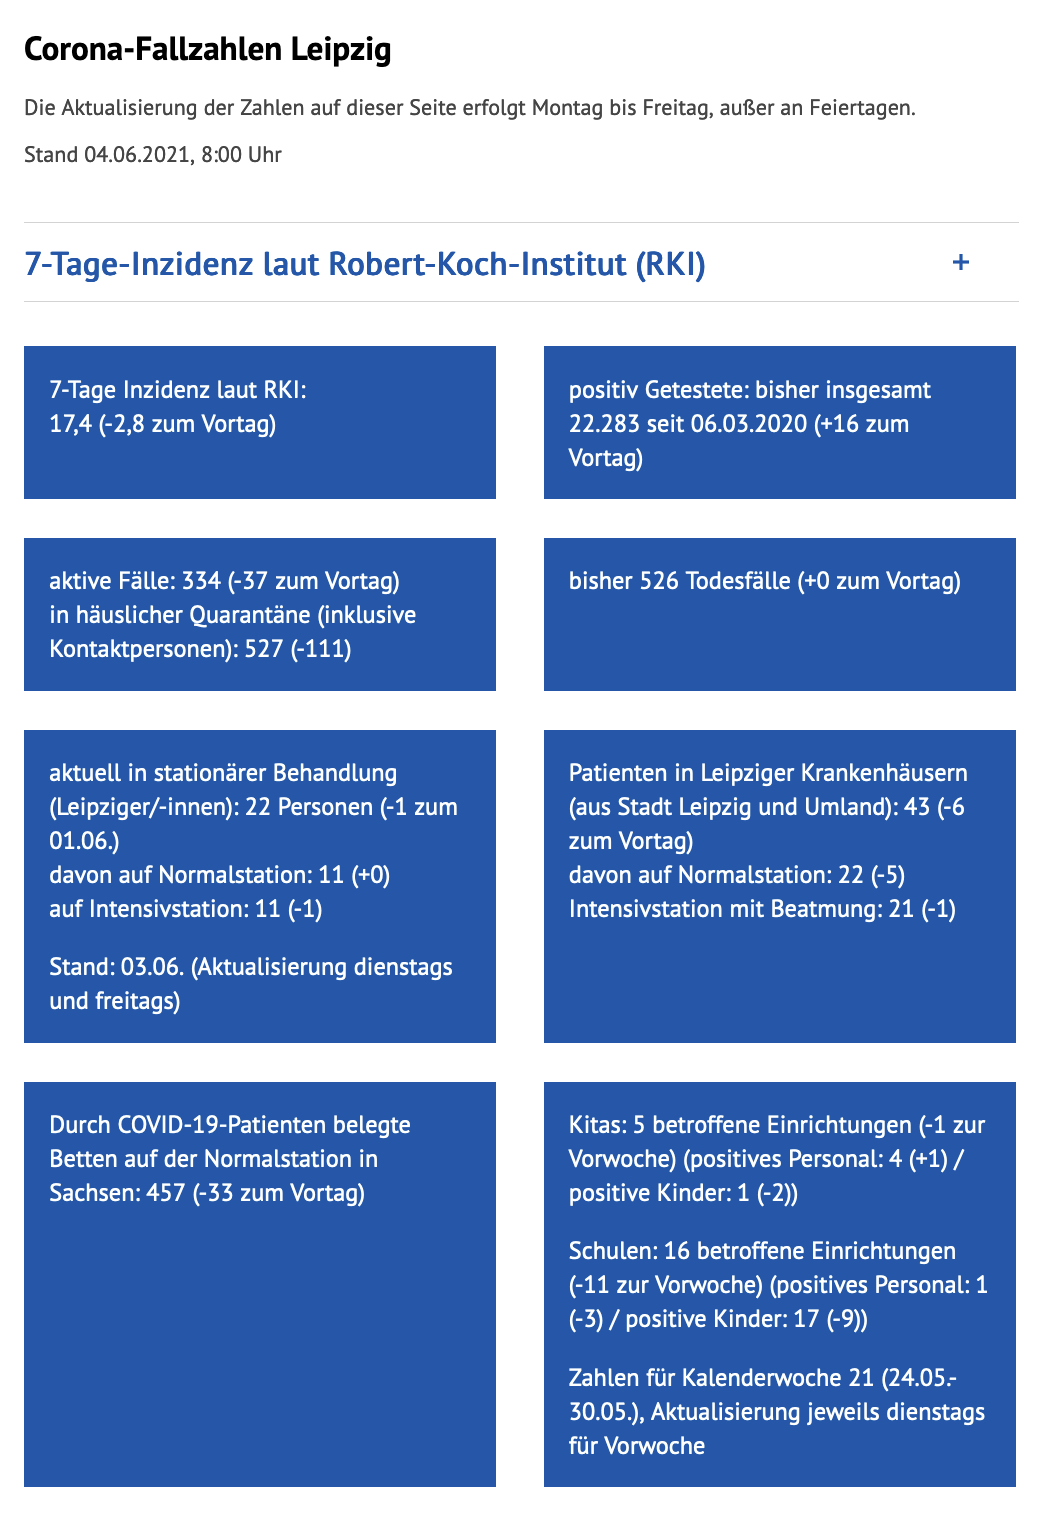 Corona-Fallzahlen Leipzig
Die Aktualisierung der Zahlen auf dieser Seite erfolgt Montag bis Freitag, außer an Feiertagen.
Stand 04.06.2021, 8:00 Uhr
7-Tage-Inzidenz laut Robert-Koch-Institut (RKI) +
7-Tage Inzidenz laut RKI:
17,4 (-2,8 zum Vortag)
positiv Getestete: bisher insgesamt
22.283 seit 06.03.2020 (+16 zum
Vortag)
aktive Fälle: 334 (-37 zum Vortag)
in häuslicher Quarantäne (inklusive
Kontaktpersonen): 527 (-111)
bisher 526 Todesfälle (+0 zum Vortag)
aktuell in stationärer Behandlung
(Leipziger/-innen): 22 Personen (-1 zum
01.06.)
davon auf Normalstation: 11 (+0)
auf Intensivstation: 11 (-1)
Stand: 03.06. (Aktualisierung dienstags
und freitags)
Patienten in Leipziger Krankenhäusern
(aus Stadt Leipzig und Umland): 43 (-6
zum Vortag)
davon auf Normalstation: 22 (-5)
Intensivstation mit Beatmung: 21 (-1)
Durch COVID-19-Patienten belegte
Betten auf der Normalstation in
Sachsen: 457 (-33 zum Vortag)
Kitas: 5 betroffene Einrichtungen (-1 zur
Vorwoche) (positives Personal: 4 (+1) /
positive Kinder: 1 (-2))
Schulen: 16 betroffene Einrichtungen
(-11 zur Vorwoche) (positives Personal: 1
(-3) / positive Kinder: 17 (-9))
Zahlen für Kalenderwoche 21 (24.05.-
30.05.), Aktualisierung jeweils dienstags
für Vorwoche